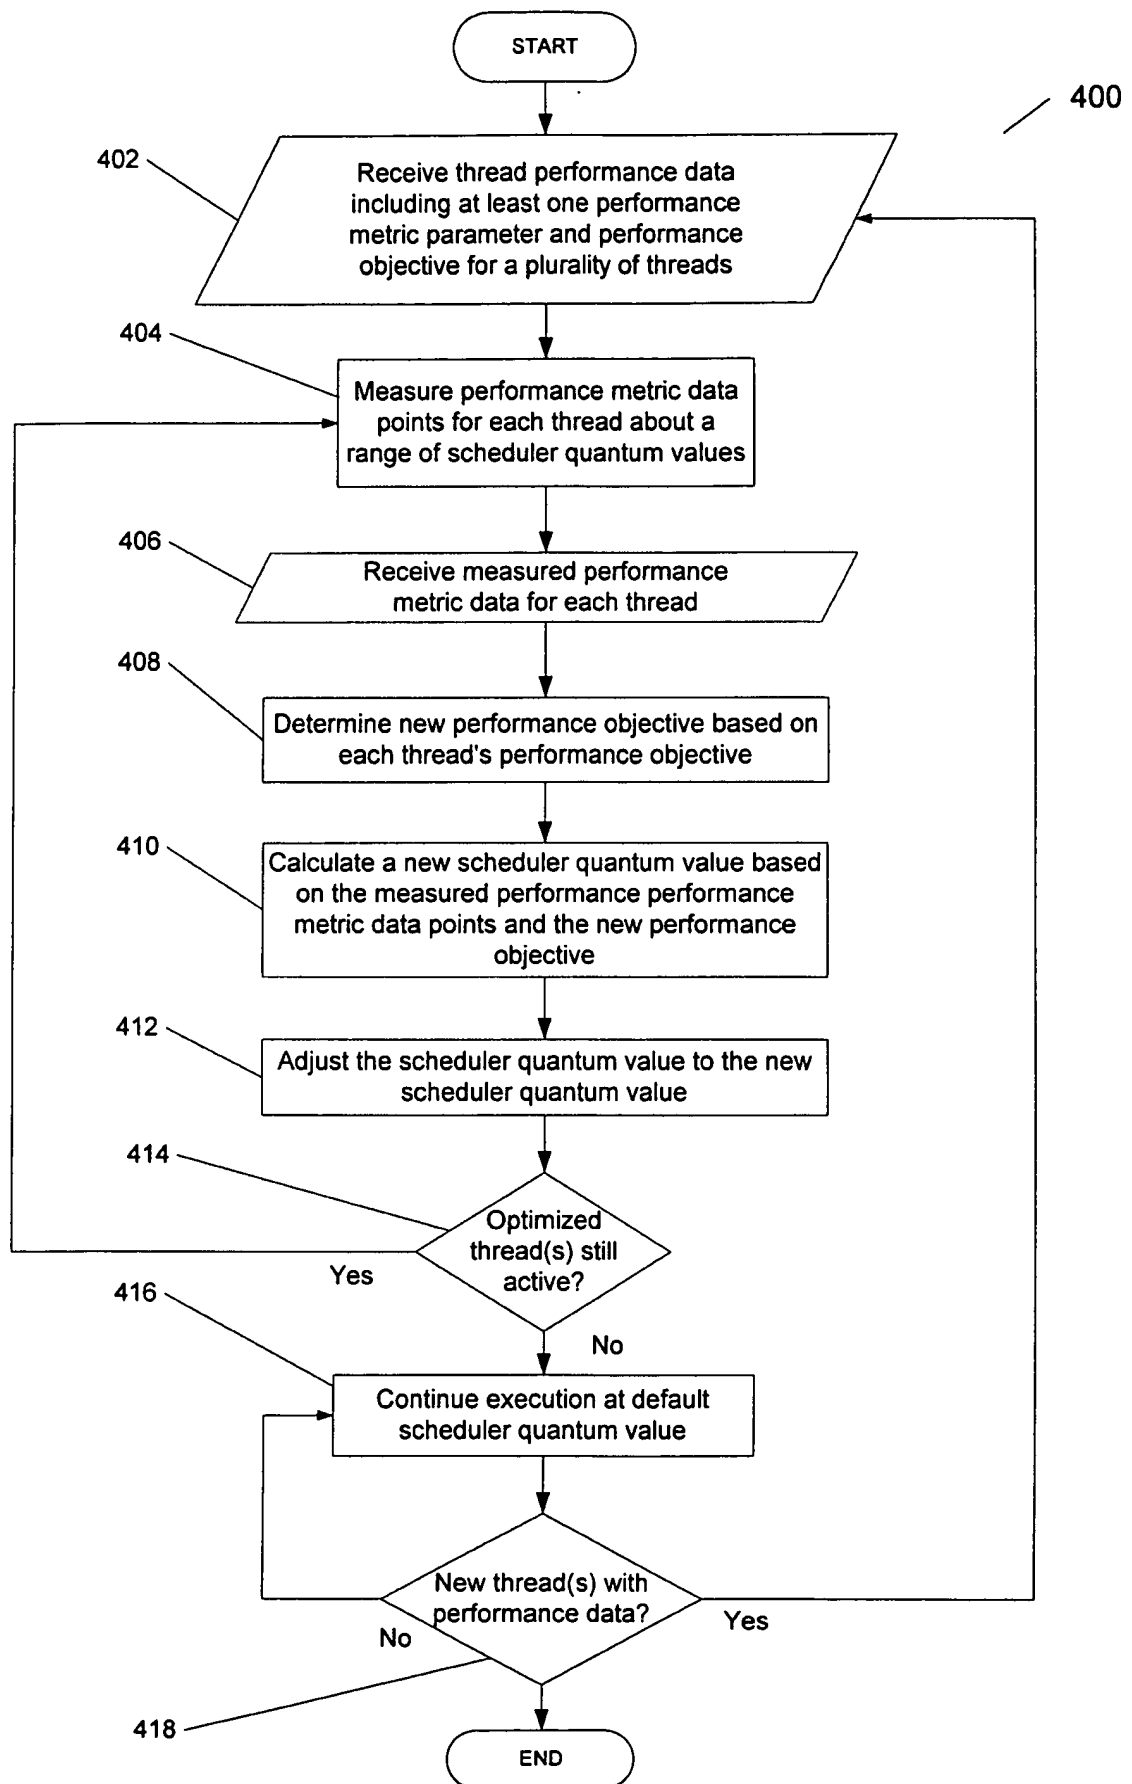 START
400
402
Receive thread performance data
including at least one performance
metric parameter and performance
objective for a plurality of threads
404
Measure performance metric data
points for each thread about a
range of scheduler quantum values
406
Receive measured performance
metric data for each thread
408
Determine new performance objective based on
each thread's performance objective
410
Calculate a new scheduler quantum value based
on the measured performance performance
metric data points and the new performance
objective
412
Adjust the scheduler quantum value to the new
scheduler quantum value
414
Optimized
thread(s) still
active?
Yes
No
416
Continue execution at default
scheduler quantum value
New thread(s) with
performance data?
No
Yes
418
END